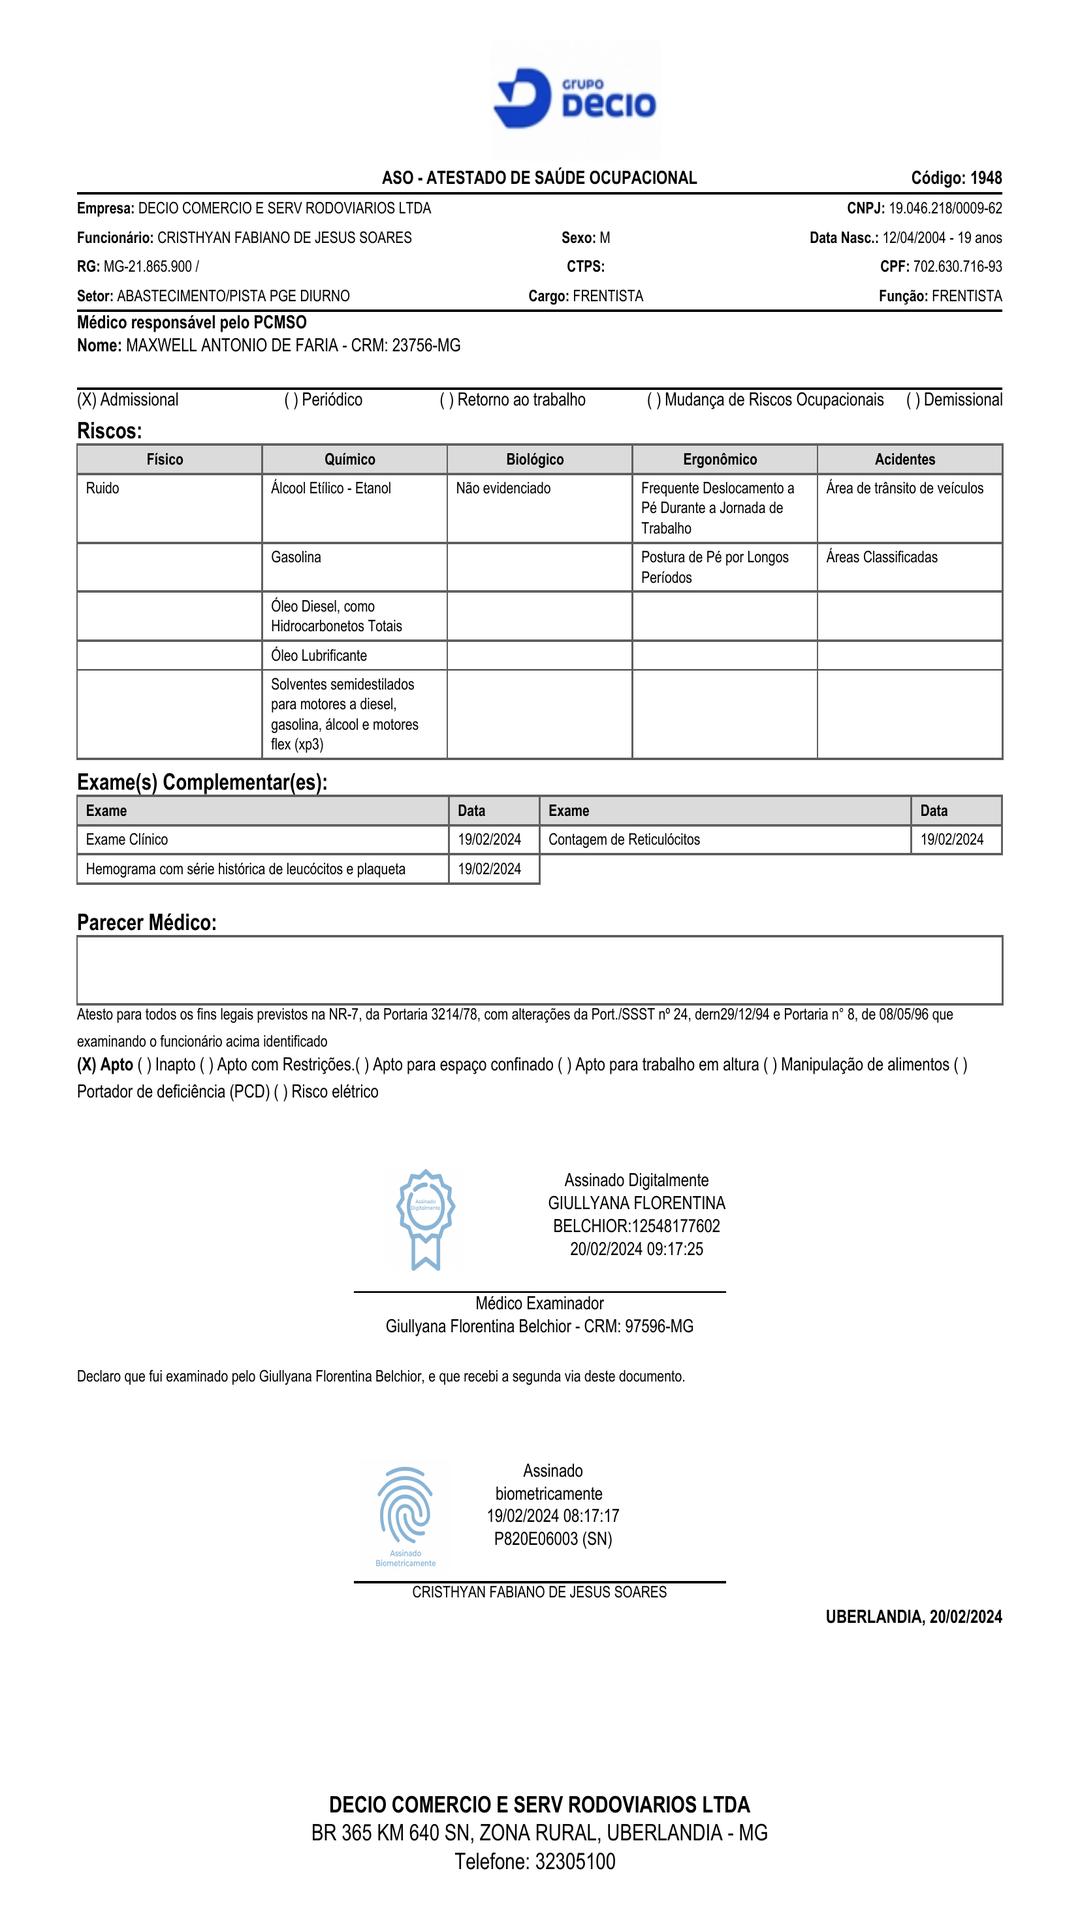 GRUPO
DECIO
ASO - ATESTADO DE SAÚDE OCUPACIONAL Código: 1948
Empresa: DECIO COMERCIO E SERV RODOVIARIOS LTDA CNPJ: 19.046.218/0009-62
Funcionário: CRISTHYAN FABIANO DE JESUS SOARES Sexo: M Data Nasc.: 12/04/2004 - 19 anos
RG: MG-21.865.900 / CTPS: CPF: 702.630.716-93
Setor: ABASTECIMENTO/PISTA PGE DIURNO Cargo: FRENTISTA Função: FRENTISTA
Médico responsável pelo PCMSO
Nome: MAXWELL ANTONIO DE FARIA - CRM: 23756-MG
(X) Admissional ( ) Periódico ( ) Retorno ao trabalho ( ) Mudança de Riscos Ocupacionais ( ) Demissional
Riscos:
Físico Químico Biológico Ergonômico Acidentes
Ruido Álcool Etílico - Etanol Não evidenciado Frequente Deslocamento a Área de trânsito de veículos
Pé Durante a Jornada de
Trabalho
Gasolina Postura de Pé por Longos Áreas Classificadas
Períodos
Óleo Diesel, como
Hidrocarbonetos Totais
Óleo Lubrificante
Solventes semidestilados
para motores a diesel,
gasolina, álcool e motores
flex (xp3)
Exame(s) Complementar(es):
Exame Data Exame Data
Exame Clínico 19/02/2024 Contagem de Reticulócitos 19/02/2024
Hemograma com série histórica de leucócitos e plaqueta 19/02/2024
Parecer Médico:
Atesto para todos os fins legais previstos na NR-7, da Portaria 3214/78, com alterações da Port./SSST nº 24, dern29/12/94 e Portaria n° 8, de 08/05/96 que
examinando o funcionário acima identificado
(X) Apto ( ) Inapto ( ) Apto com Restrições.( ) Apto para espaço confinado ( ) Apto para trabalho em altura ( ) Manipulação de alimentos ( )
Portador de deficiência (PCD) ( ) Risco elétrico
Assinado
Digitalmente
Assinado Digitalmente
GIULLYANA FLORENTINA
BELCHIOR:12548177602
20/02/2024 09:17:25
Médico Examinador
Giullyana Florentina Belchior - CRM: 97596-MG
Declaro que fui examinado pelo Giullyana Florentina Belchior, e que recebi a segunda via deste documento.
Assinado
biometricamente
19/02/2024 08:17:17
P820E06003 (SN)
Assinado
Biometricamente
CRISTHYAN FABIANO DE JESUS SOARES
UBERLANDIA, 20/02/2024
DECIO COMERCIO E SERV RODOVIARIOS LTDA
BR 365 KM 640 SN, ZONA RURAL, UBERLANDIA - MG
Telefone: 32305100